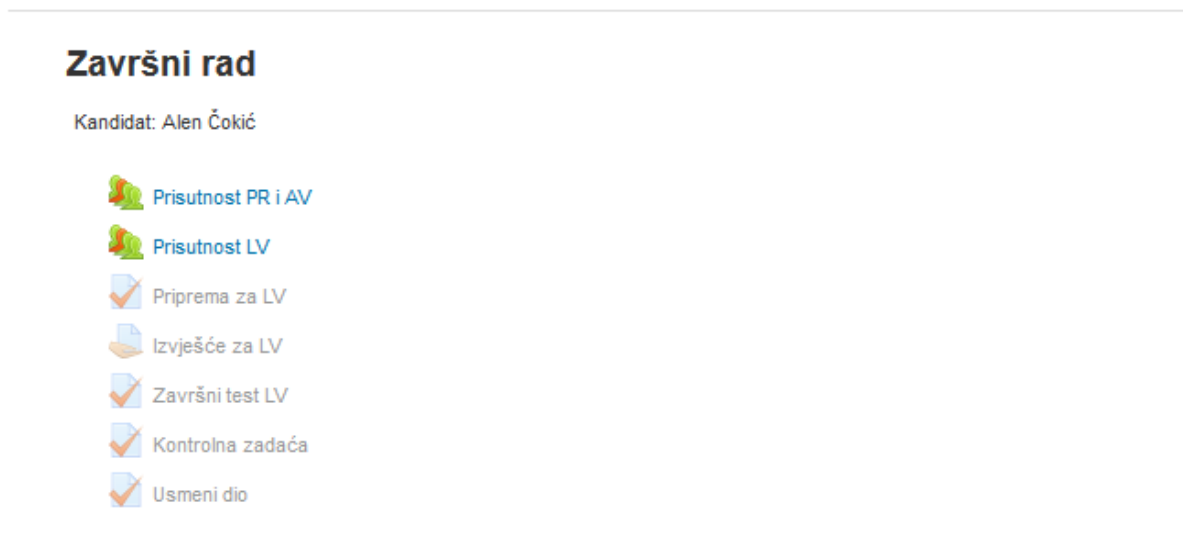 Završni rad
Kandidat: Alen Čokić
Prisutnost PR i AV
Prisutnost LV
Priprema za LV
Izvješće za LV
Završni test LV
Kontrolna zadaća
Usmeni dio